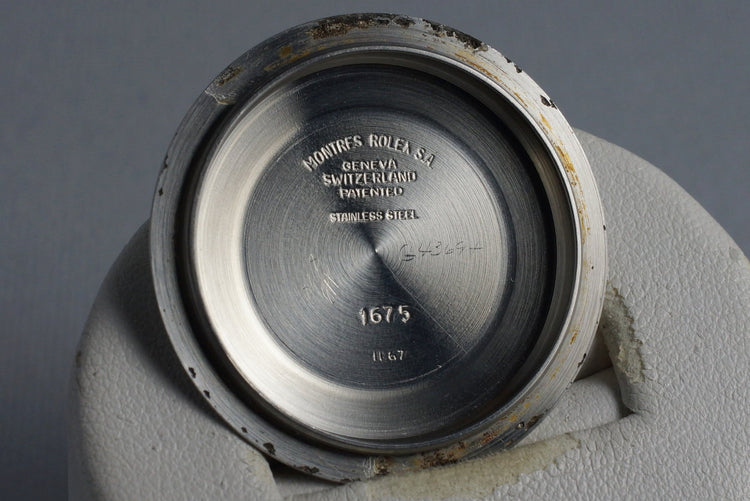 MONTRES ROLEX S.A.
GENEVA
SWITZERLAND
PATENTED
STAINLESS STEEL
1675
II 67